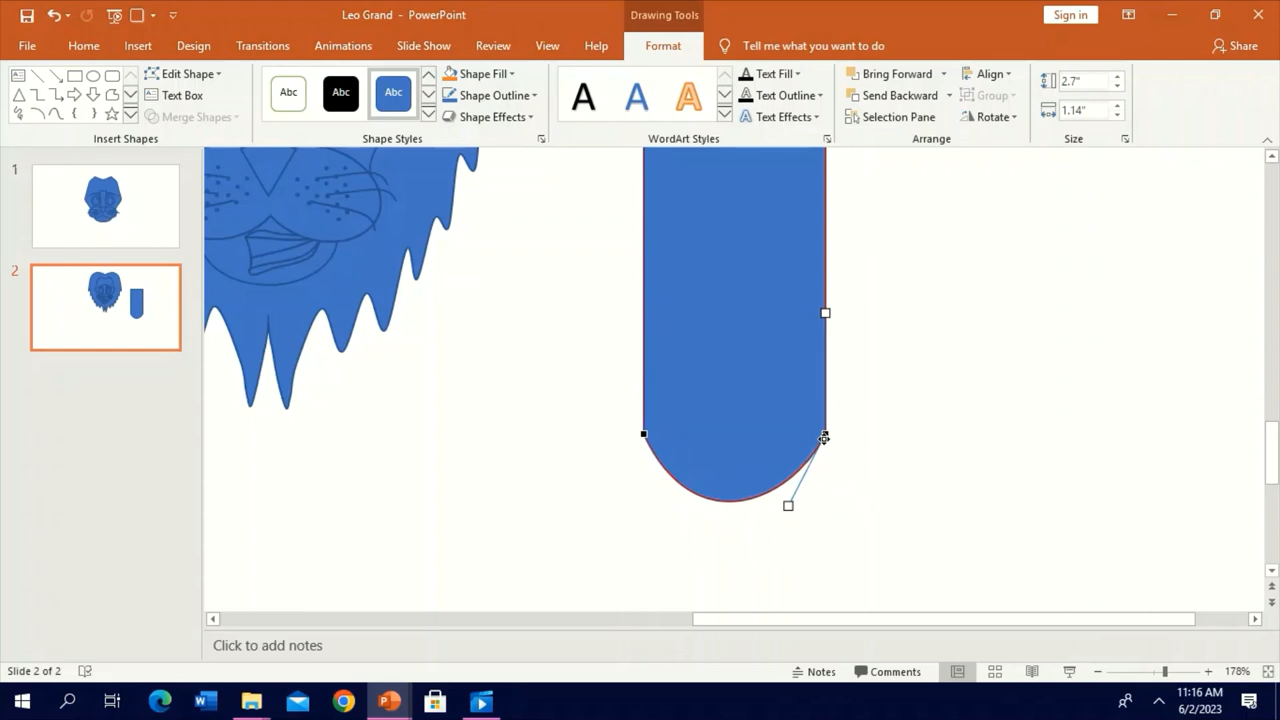 Leo Grand - PowerPoint
Drawing Tools
Sign in
File Home Insert Design Transitions Animations Slide Show Review View Help Format Tell me what you want to do Share
Edit Shape
Text Box
Merge Shapes
Insert Shapes
Abc Abc Abc
Shape Fill
Shape Outline
Shape Effects
Shape Styles
A A A
Text Fill
Text Outline
Text Effects
WordArt Styles
Bring Forward
Send Backward
Selection Pane
Align
Group
Rotate
Arrange
2.7"
1.14"
Size
1
2
Click to add notes
Slide 2 of 2
Notes Comments 178%
11:16 AM
6/2/2023